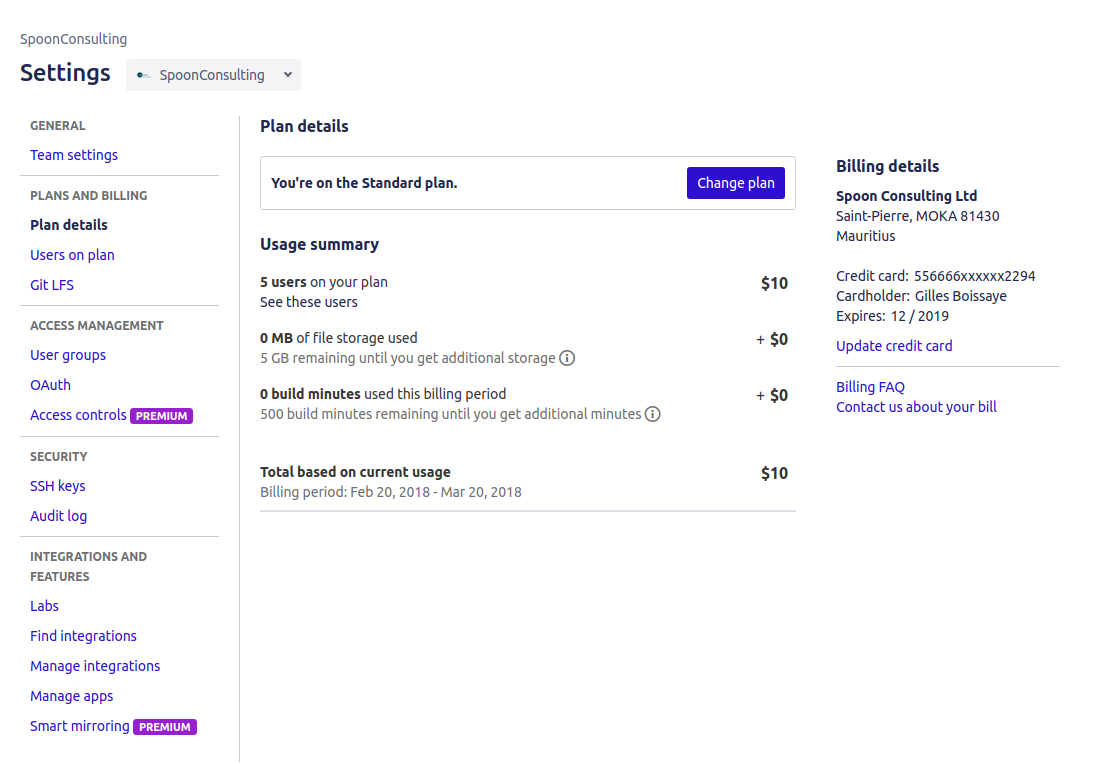 SpoonConsulting
Settings
SpoonConsulting
GENERAL
Team settings
PLANS AND BILLING
Plan details
Users on plan
Git LFS
ACCESS MANAGEMENT
User groups
OAuth
Access controls PREMIUM
SECURITY
SSH keys
Audit log
INTEGRATIONS AND
FEATURES
Labs
Find integrations
Manage integrations
Manage apps
Smart mirroring PREMIUM
Plan details
You're on the Standard plan.
Change plan
Usage summary
5 users on your plan $10
See these users
0 MB of file storage used + $0
5 GB remaining until you get additional storage
0 build minutes used this billing period + $0
500 build minutes remaining until you get additional minutes
Total based on current usage $10
Billing period: Feb 20, 2018 - Mar 20, 2018
Billing details
Spoon Consulting Ltd
Saint-Pierre, MOKA 81430
Mauritius
Credit card: 556666xxxxxx2294
Cardholder: Gilles Boissaye
Expires: 12 / 2019
Update credit card
Billing FAQ
Contact us about your bill